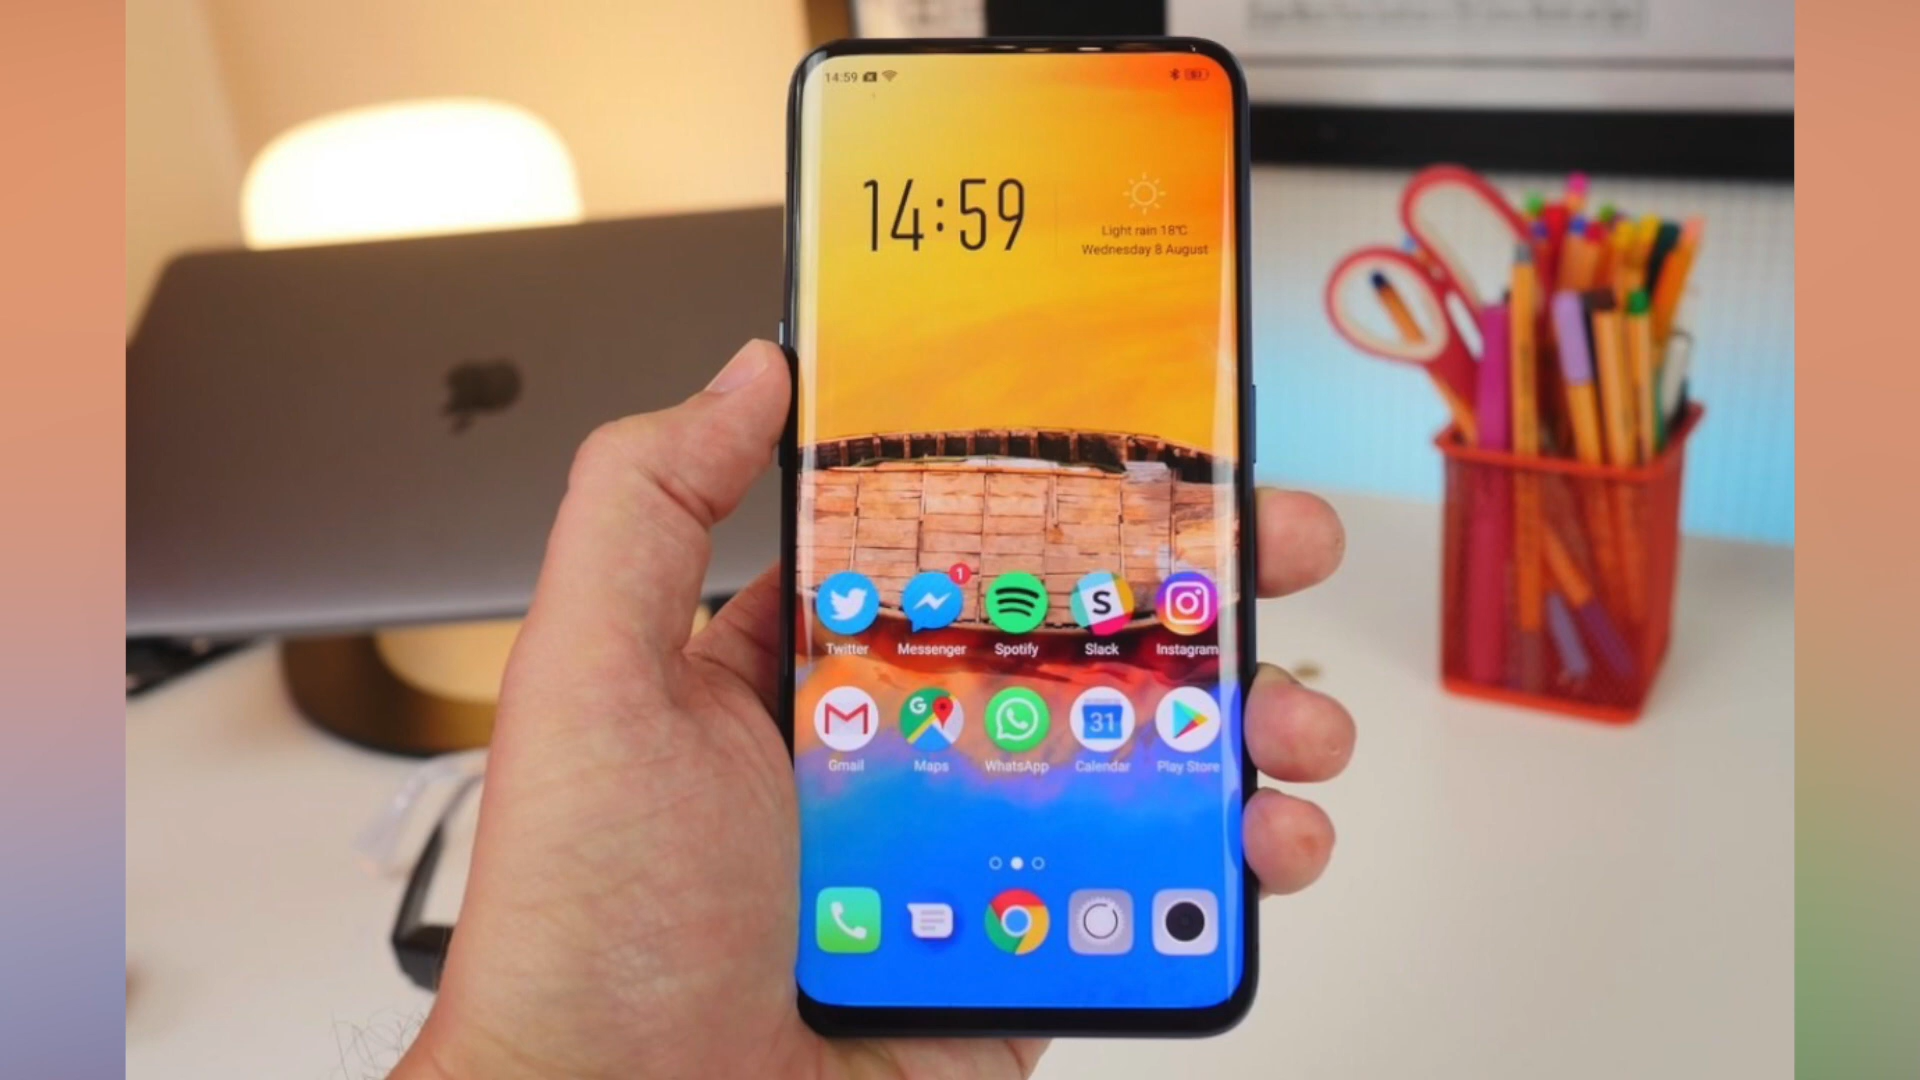 14:59
14:59
Light rain 18°C
Wednesday 8 August
1
Twitter Messenger Spotify Slack Instagram
G 31
Gmail Maps WhatsApp Calendar Play Store